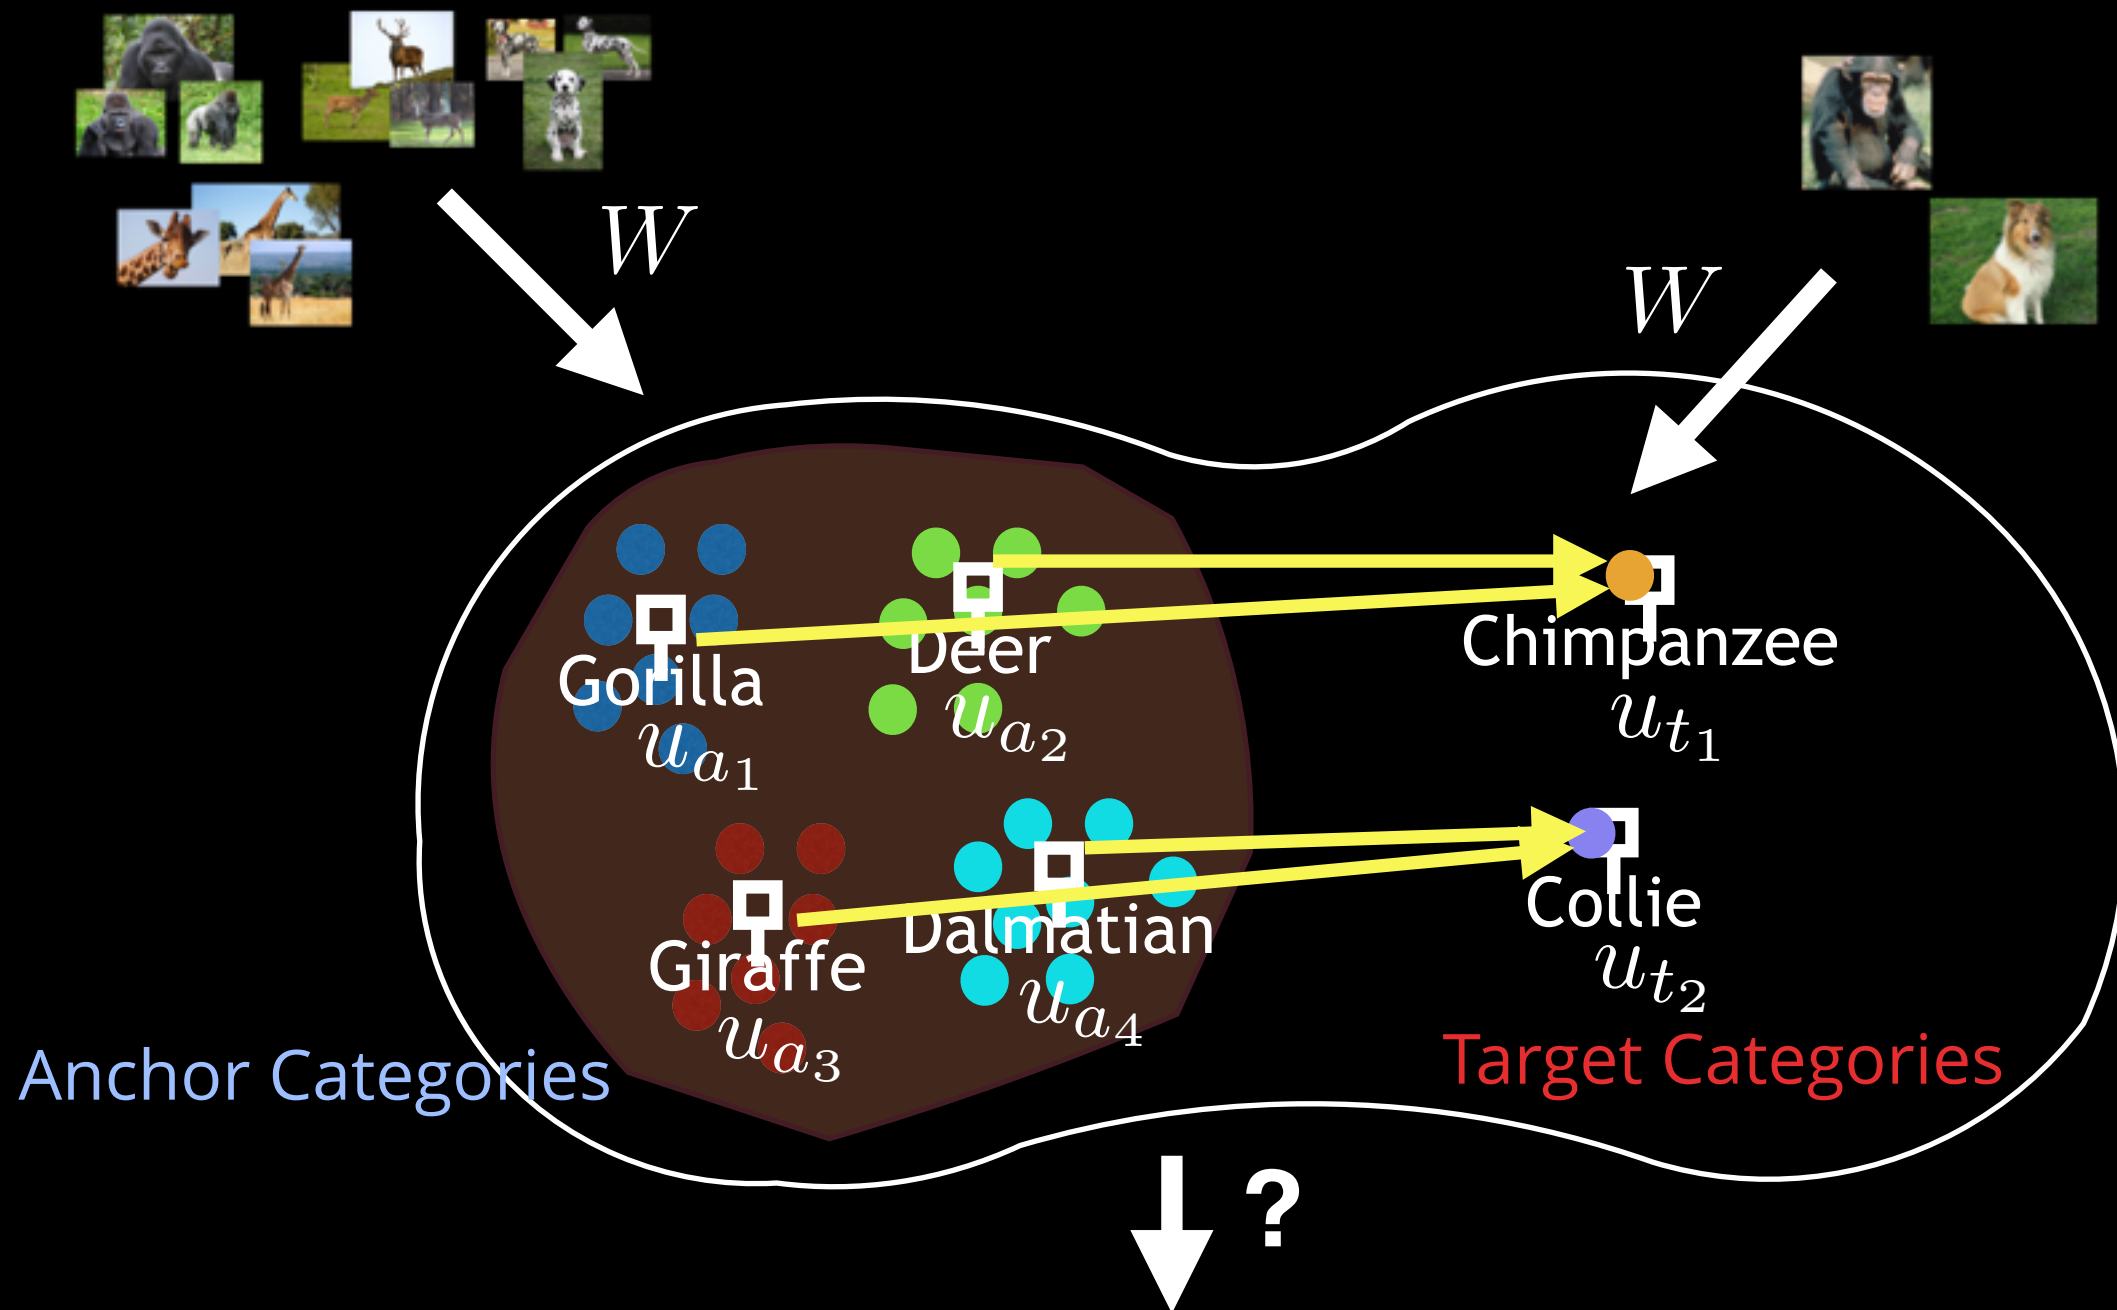 W
W
Gorilla
u_{a_1}
Deer
u_{a_2}
Chimpanzee
u_{t_1}
Giraffe
u_{a_3}
Dalmatian
u_{a_4}
Collie
u_{t_2}
Anchor Categories
Target Categories
?